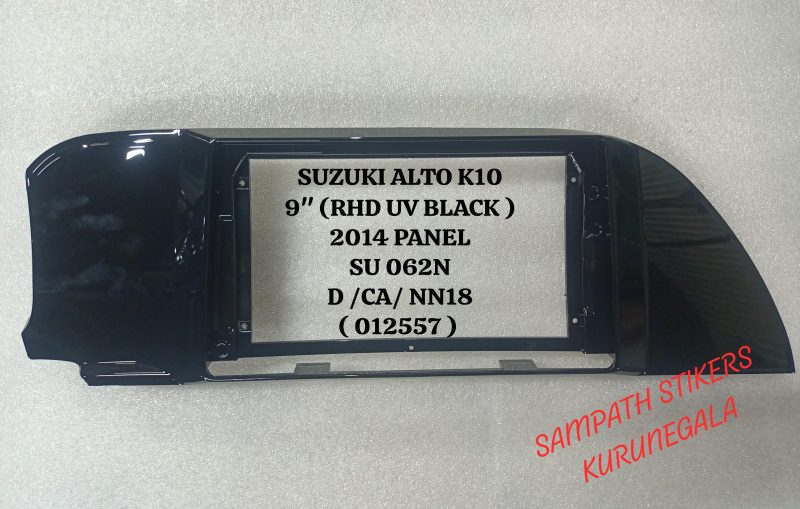 SUZUKI ALTO K10
9" (RHD UV BLACK )
2014 PANEL
SU 062N
D /CA/ NN18
( 012557 )
SAMPATH STIKERS
KURUNEGALA